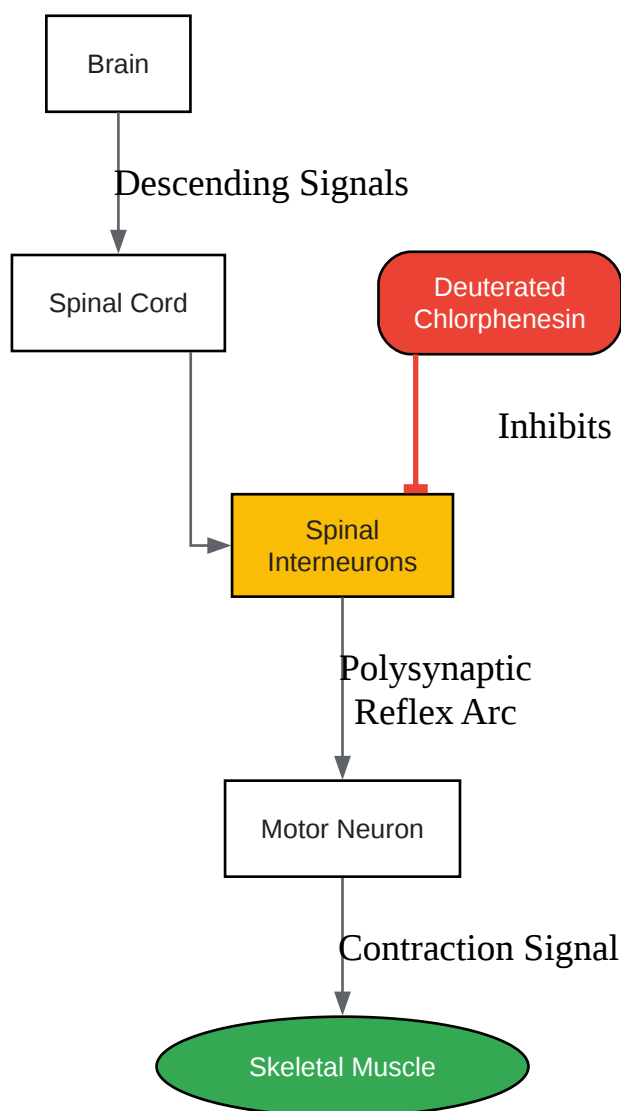 Brain
Descending Signals
Spinal Cord
Deuterated
Chlorphenesin
Inhibits
Spinal
Interneurons
Polysynaptic
Reflex Arc
Motor Neuron
Contraction Signal
Skeletal Muscle